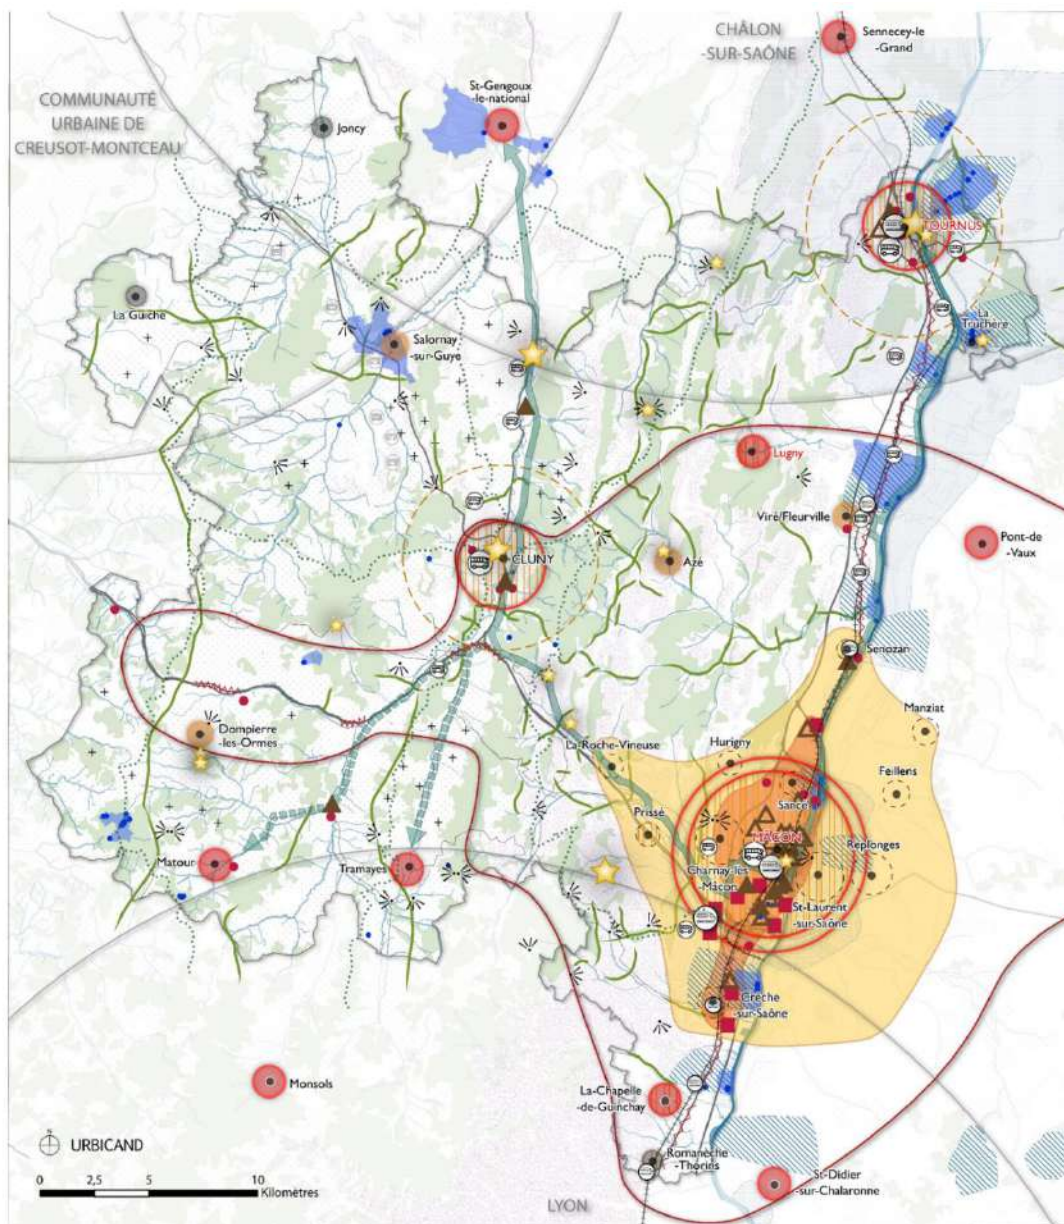 CHÂLON
-SUR-SAÔNE
Sennecey-le
-Grand
COMMUNAUTÉ
URBAINE DE
CREUSOT-MONTCEAU
St-Gengoux
-le-national
Joncy
TOURNUS
La Guiche
La
Truchère
Salornay
-sur-Guye
Lugny
Viré/Fleurville
Pont-de
-Vaux
CLUNY
Azé
Senozan
Dompierre
-les-Ormes
La-Roche-Vineuse
Hurigny
Manziat
Feillens
Sancé
Prissé
MÂCON
Replonges
Matour
Tramayes
Charnay-les
-Mâcon
St-Laurent
-sur-Saône
Crèche
-sur-Saône
Monsols
La-Chapelle
-de-Guinchay
URBICAND
Romanèche
-Thorins
St-Didier
-sur-Chalaronne
0 2,5 5 10
Kilomètres
LYON